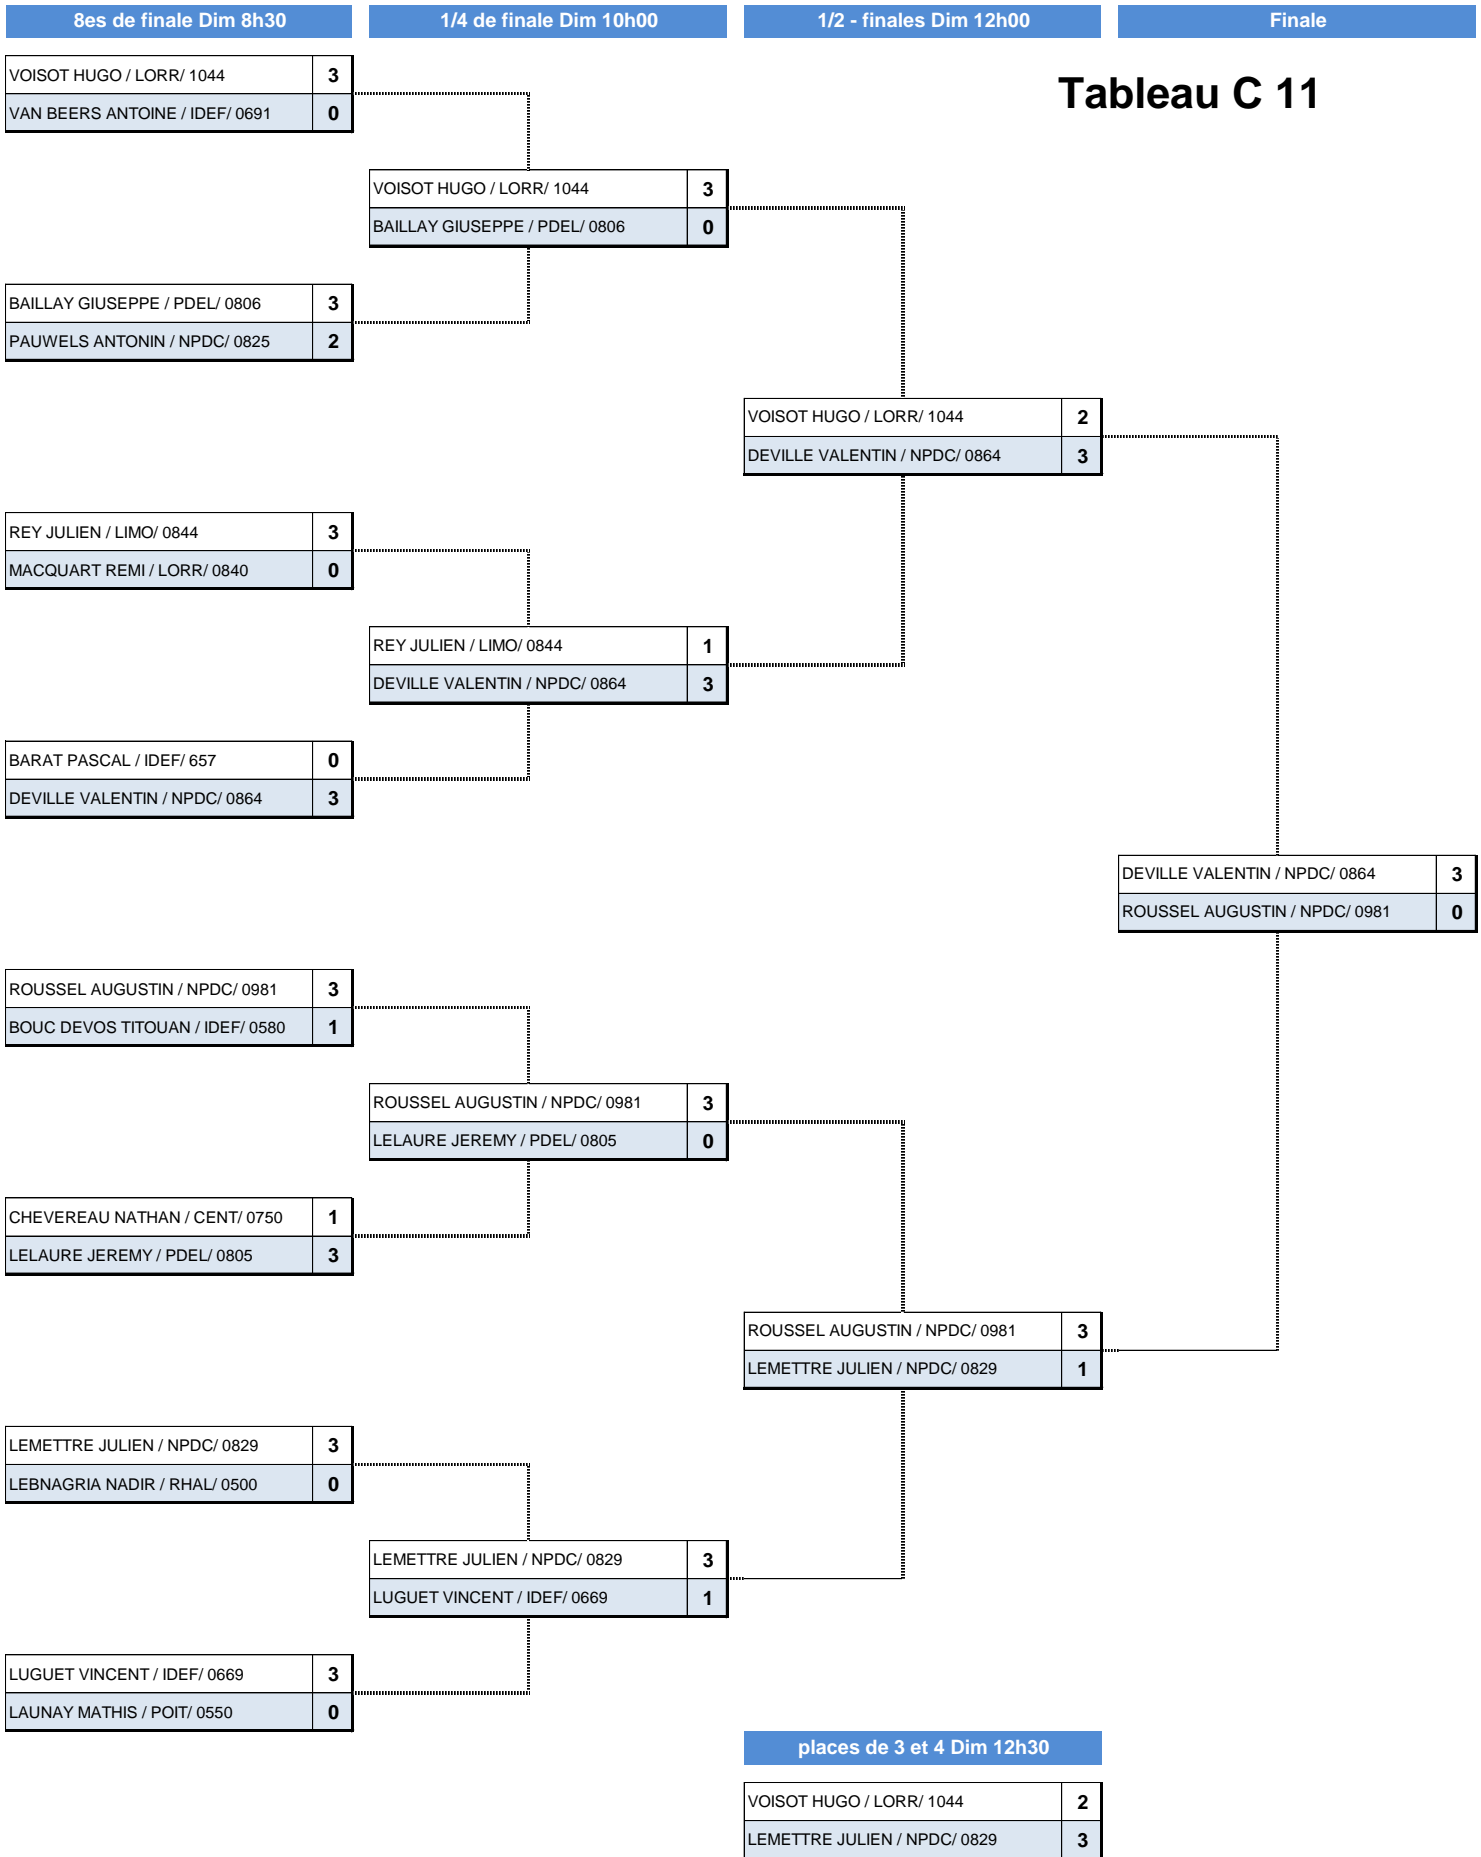 8es de finale Dim 8h30
1/4 de finale Dim 10h00
1/2 - finales Dim 12h00
Finale
Tableau C 11
VOISOT HUGO / LORR/ 1044 3
VAN BEERS ANTOINE / IDEF/ 0691 0
VOISOT HUGO / LORR/ 1044 3
BAILLAY GIUSEPPE / PDEL/ 0806 0
BAILLAY GIUSEPPE / PDEL/ 0806 3
PAUWELS ANTONIN / NPDC/ 0825 2
VOISOT HUGO / LORR/ 1044 2
DEVILLE VALENTIN / NPDC/ 0864 3
REY JULIEN / LIMO/ 0844 3
MACQUART REMI / LORR/ 0840 0
REY JULIEN / LIMO/ 0844 1
DEVILLE VALENTIN / NPDC/ 0864 3
BARAT PASCAL / IDEF/ 657 0
DEVILLE VALENTIN / NPDC/ 0864 3
DEVILLE VALENTIN / NPDC/ 0864 3
ROUSSEL AUGUSTIN / NPDC/ 0981 0
ROUSSEL AUGUSTIN / NPDC/ 0981 3
BOUC DEVOS TITOUAN / IDEF/ 0580 1
ROUSSEL AUGUSTIN / NPDC/ 0981 3
LELAURE JEREMY / PDEL/ 0805 0
CHEVEREAU NATHAN / CENT/ 0750 1
LELAURE JEREMY / PDEL/ 0805 3
ROUSSEL AUGUSTIN / NPDC/ 0981 3
LEMETTRE JULIEN / NPDC/ 0829 1
LEMETTRE JULIEN / NPDC/ 0829 3
LEBNAGRIA NADIR / RHAL/ 0500 0
LEMETTRE JULIEN / NPDC/ 0829 3
LUGUET VINCENT / IDEF/ 0669 1
LUGUET VINCENT / IDEF/ 0669 3
LAUNAY MATHIS / POIT/ 0550 0
places de 3 et 4 Dim 12h30
VOISOT HUGO / LORR/ 1044 2
LEMETTRE JULIEN / NPDC/ 0829 3